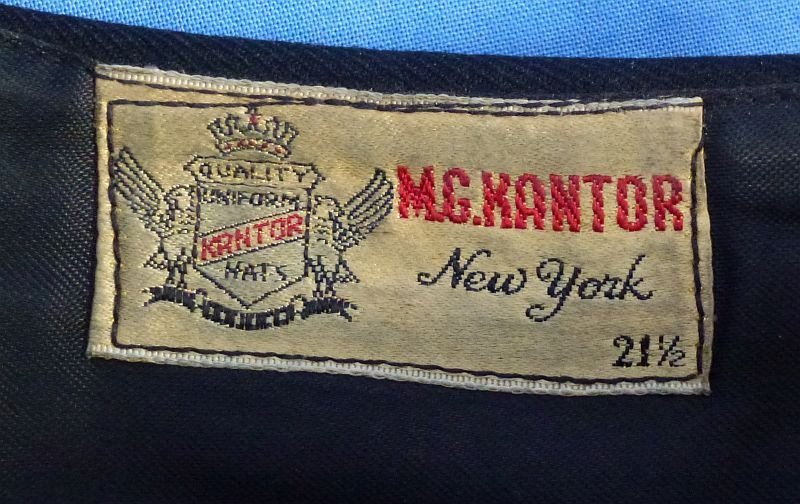 QUALITY
UNIFORM
KANTOR
HATS
M.G.KANTOR
New York
21½